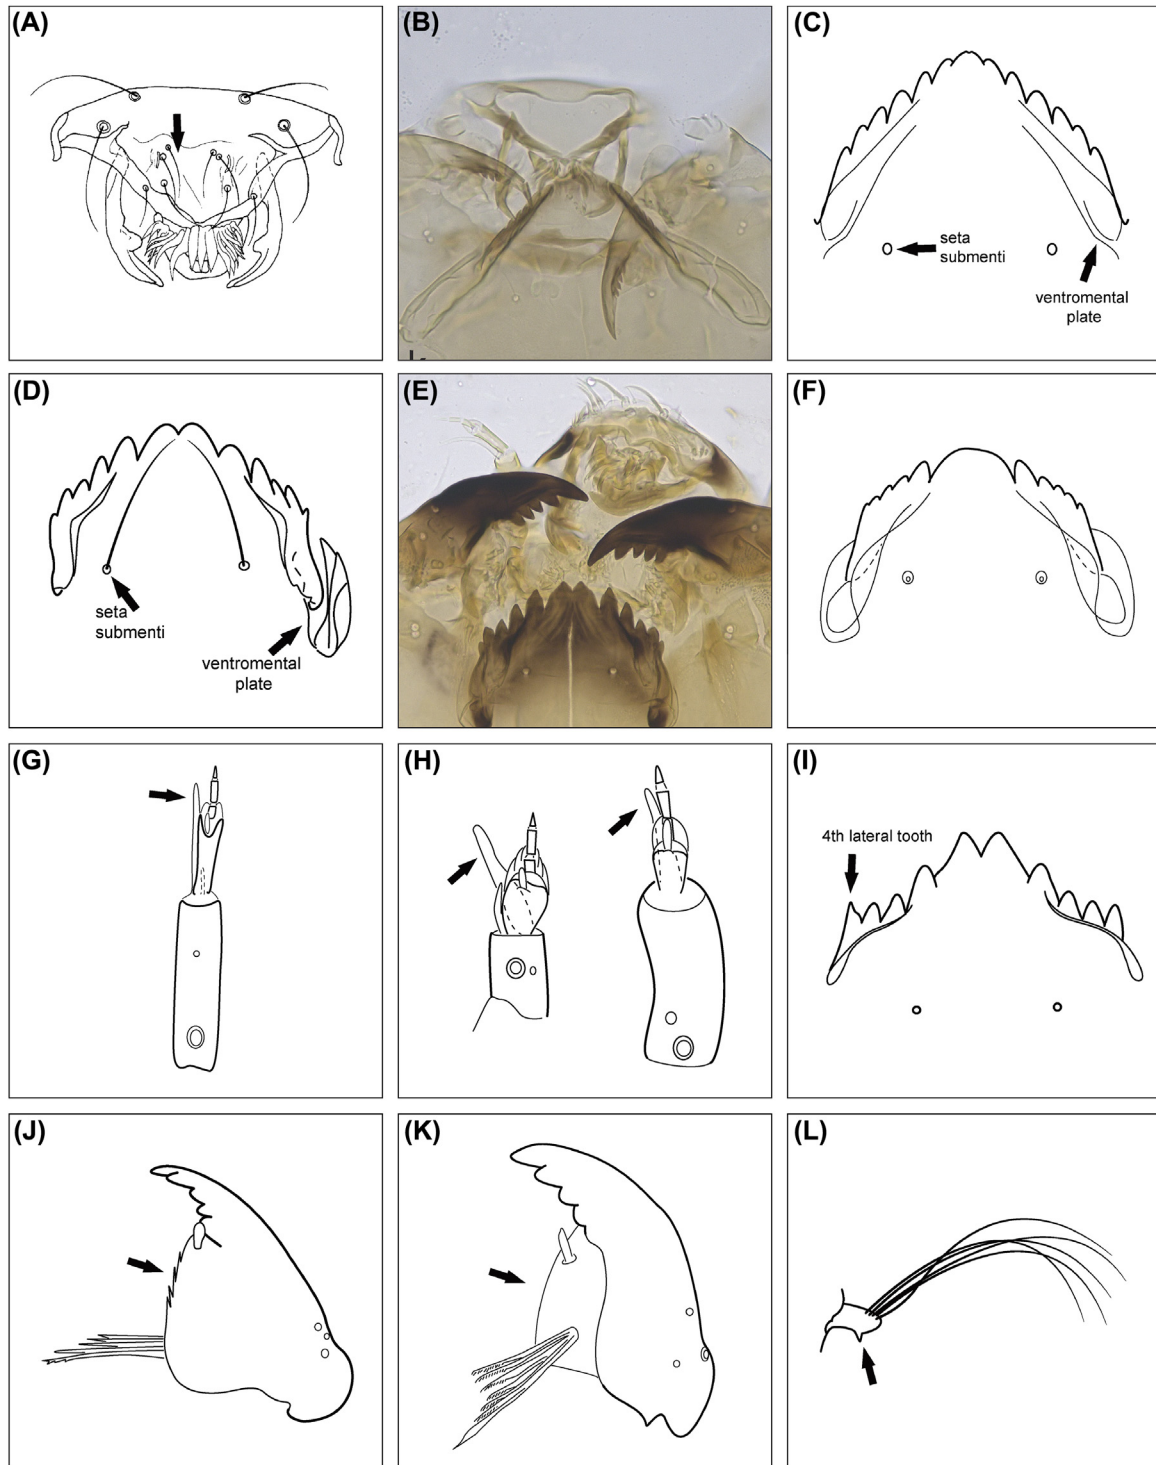 (A)
(B)
(C)
seta
submenti
ventromental
plate
(D)
seta
submenti
ventromental
plate
(E)
(F)
(G)
(H)
(I)
4th lateral tooth
(J)
(K)
(L)